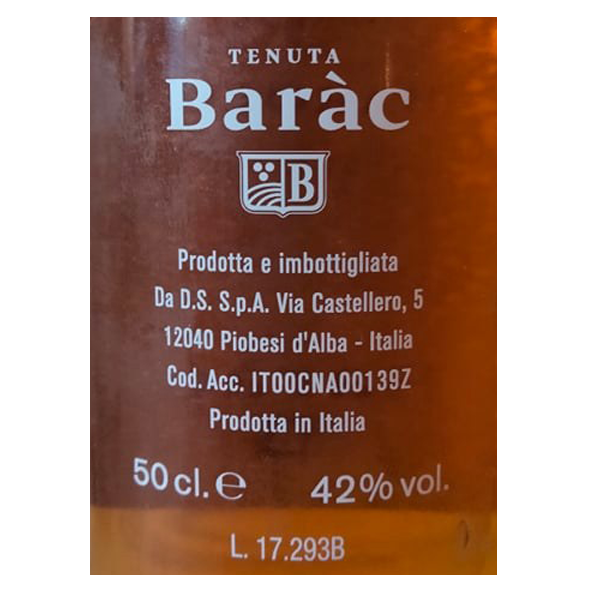 TENUTA
Baràc
B
Prodotta e imbottigliata
Da D.S. S.p.A. Via Castellero, 5
12040 Piobesi d'Alba - Italia
Cod. Acc. IT00CNA00139Z
Prodotta in Italia
50 cl. ℮ 42% vol.
L. 17.293B